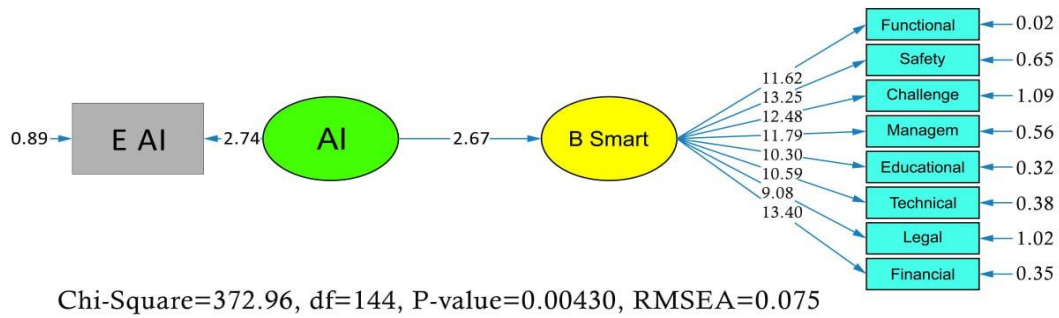 0.89
E AI
2.74
AI
2.67
B Smart
11.62
13.25
12.48
11.79
10.30
10.59
9.08
13.40
Functional
0.02
Safety
0.65
Challenge
1.09
Managem
0.56
Educational
0.32
Technical
0.38
Legal
1.02
Financial
0.35
Chi-Square=372.96, df=144, P-value=0.00430, RMSEA=0.075